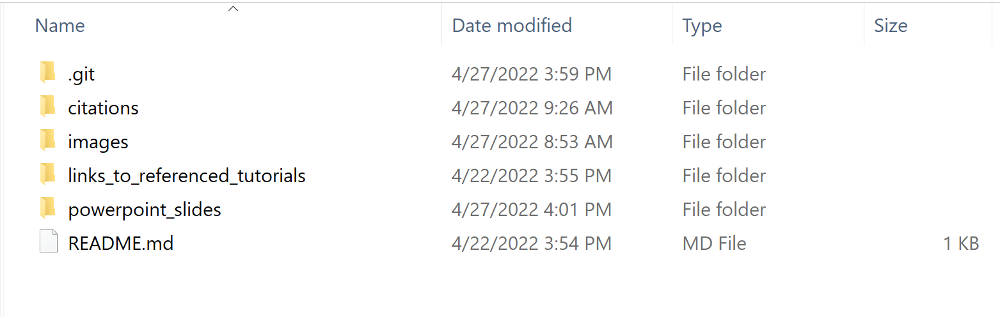 Name Date modified Type Size
.git 4/27/2022 3:59 PM File folder
citations 4/27/2022 9:26 AM File folder
images 4/27/2022 8:53 AM File folder
links_to_referenced_tutorials 4/22/2022 3:55 PM File folder
powerpoint_slides 4/27/2022 4:01 PM File folder
README.md 4/22/2022 3:54 PM MD File 1 KB